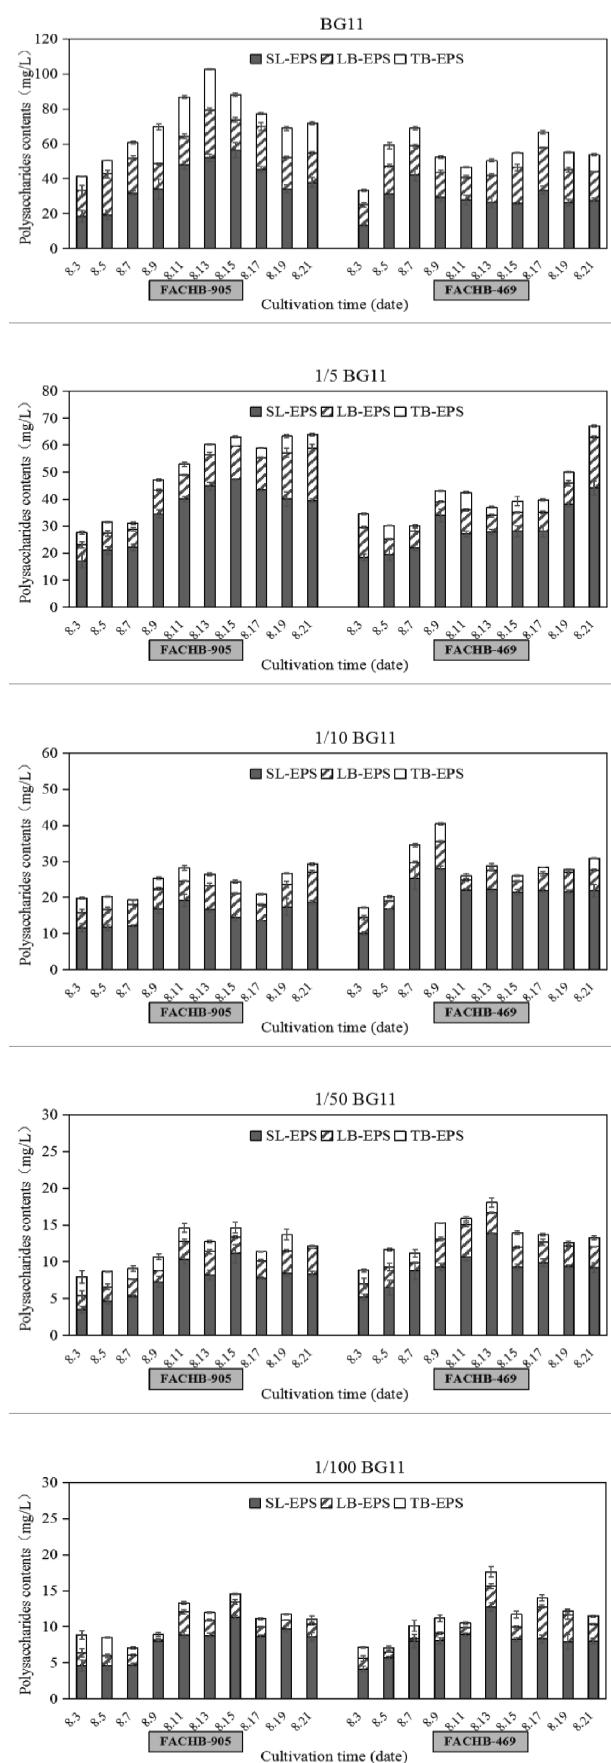 BG11
Polysaccharides contents（mg/L）
120
100
80
60
40
20
0
SL-EPS LB-EPS TB-EPS
8.3 8.5 8.7 8.9 8.11 8.13 8.15 8.17 8.19 8.21 8.3 8.5 8.7 8.9 8.11 8.13 8.15 8.17 8.19 8.21
FACHB-905 FACHB-469
Cultivation time (date)
1/5 BG11
Polysaccharides contents（mg/L）
80
70
60
50
40
30
20
10
0
SL-EPS LB-EPS TB-EPS
8.3 8.5 8.7 8.9 8.11 8.13 8.15 8.17 8.19 8.21 8.3 8.5 8.7 8.9 8.11 8.13 8.15 8.17 8.19 8.21
FACHB-905 FACHB-469
Cultivation time (date)
1/10 BG11
Polysaccharides contents（mg/L）
60
50
40
30
20
10
0
SL-EPS LB-EPS TB-EPS
8.3 8.5 8.7 8.9 8.11 8.13 8.15 8.17 8.19 8.21 8.3 8.5 8.7 8.9 8.11 8.13 8.15 8.17 8.19 8.21
FACHB-905 FACHB-469
Cultivation time (date)
1/50 BG11
Polysaccharides contents（mg/L）
30
25
20
15
10
5
0
SL-EPS LB-EPS TB-EPS
8.3 8.5 8.7 8.9 8.11 8.13 8.15 8.17 8.19 8.21 8.3 8.5 8.7 8.9 8.11 8.13 8.15 8.17 8.19 8.21
FACHB-905 FACHB-469
Cultivation time (date)
1/100 BG11
Polysaccharides contents（mg/L）
30
25
20
15
10
5
0
SL-EPS LB-EPS TB-EPS
8.3 8.5 8.7 8.9 8.11 8.13 8.15 8.17 8.19 8.21 8.3 8.5 8.7 8.9 8.11 8.13 8.15 8.17 8.19 8.21
FACHB-905 FACHB-469
Cultivation time (date)